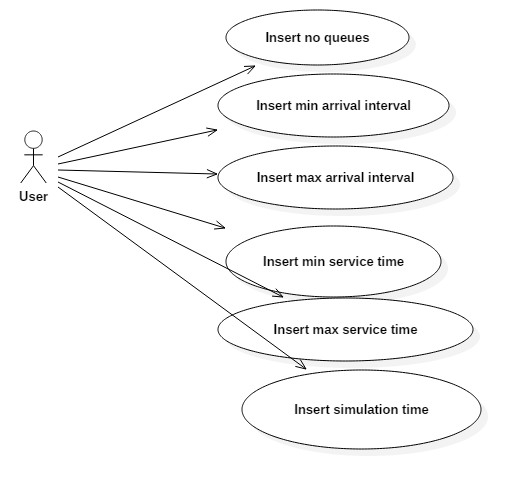 Insert no queues
Insert min arrival interval
Insert max arrival interval
User
Insert min service time
Insert max service time
Insert simulation time